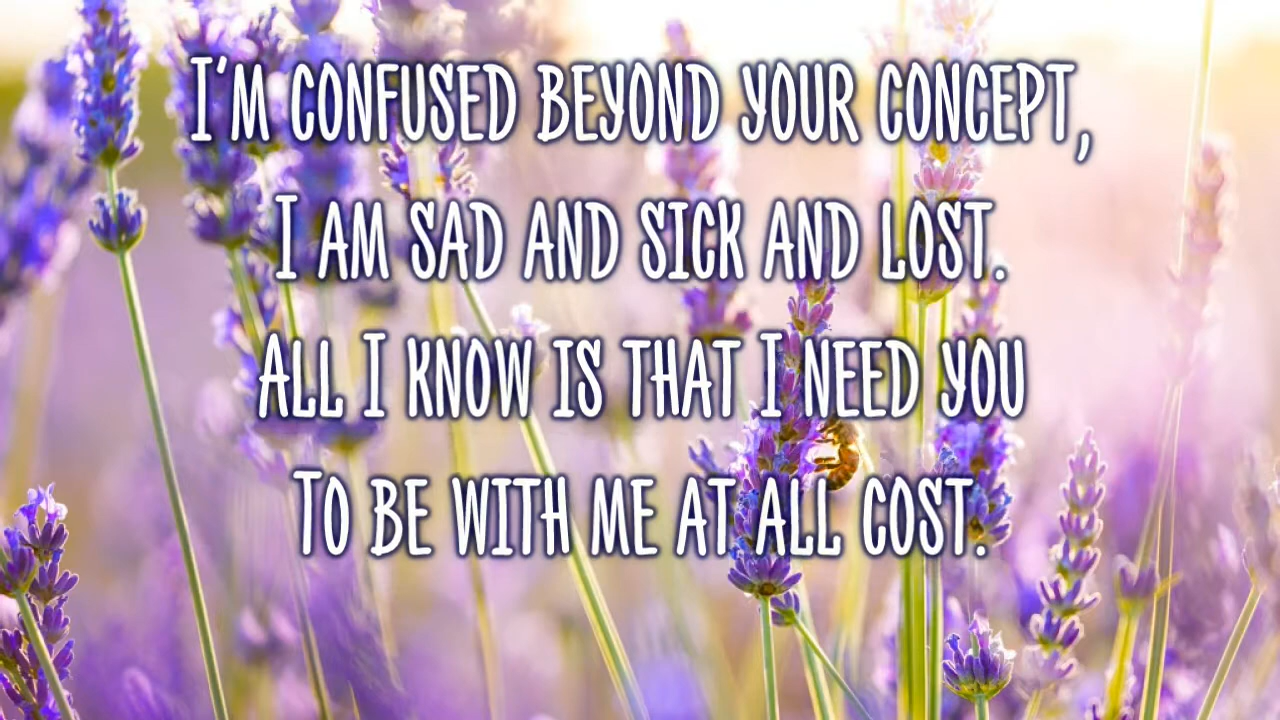 I'm confused beyond your concept,
I am sad and sick and lost.
All I know is that I need you
To be with me at all cost.